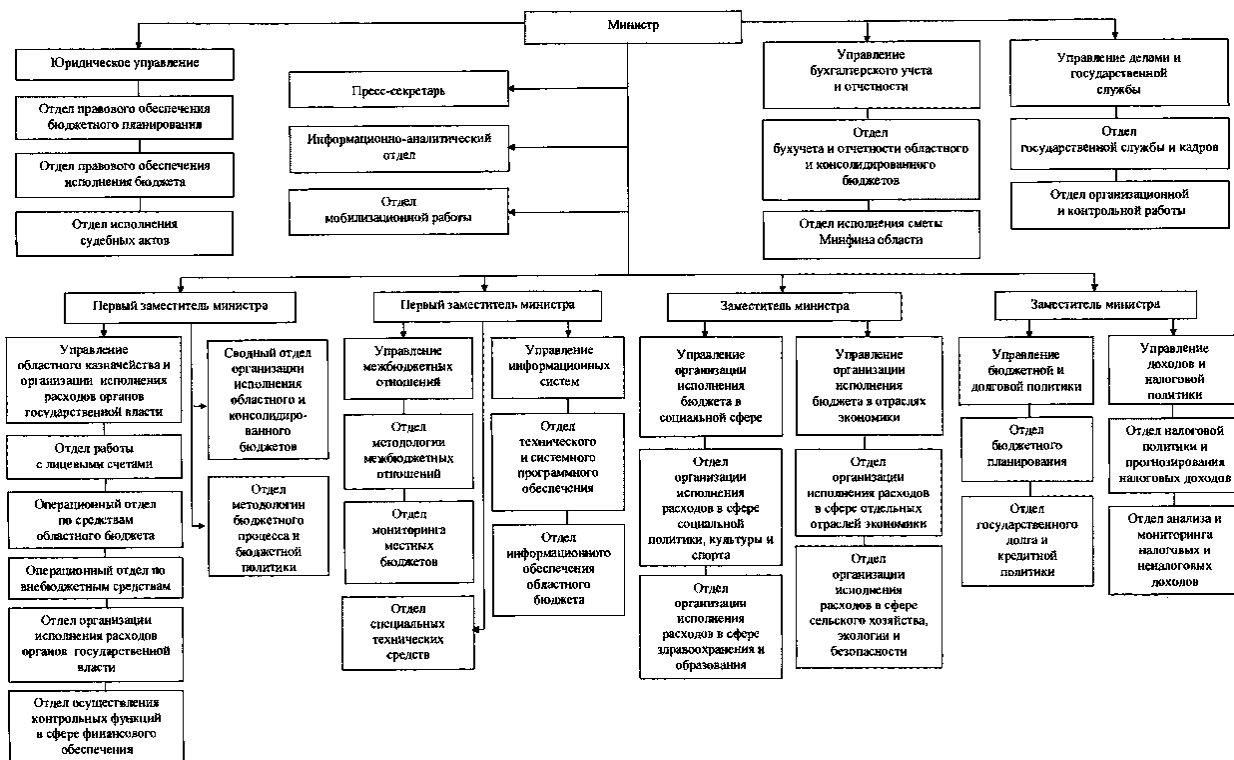 Министр
Юридическое управление
Отдел правового обеспечения
бюджетного планирования
Отдел правового обеспечения
исполнения бюджета
Отдел исполнения
судебных актов
Пресс-секретарь
Информационно-аналитический
отдел
Отдел
мобилизационной работы
Управление
бухгалтерского учета
и отчетности
Отдел
бухучета и отчетности областного
и консолидированного
бюджетов
Отдел исполнения сметы
Минфина области
Управление делами и
государственной
службы
Отдел
государственной службы и кадров
Отдел организационной
и контрольной работы
Первый заместитель министра
Управление
областного казначейства и
организации исполнения
расходов органов
государственной власти
Отдел работы
с лицевыми счетами
Операционный отдел
по средствам
областного бюджета
Операционный отдел по
внебюджетным средствам
Отдел организации
исполнения расходов
органов государственной
власти
Отдел осуществления
контрольных функций
в сфере финансового
обеспечения
Сводный отдел
организации
исполнения
областного и
консолидиро-
ванного
бюджетов
Отдел
методологии
бюджетного
процесса и
бюджетной
политики
Первый заместитель министра
Управление
межбюджетных
отношений
Отдел
методологии
межбюджетных
отношений
Отдел
мониторинга
местных
бюджетов
Отдел
специальных
технических
средств
Управление
информационных
систем
Отдел
технического
и системного
программного
обеспечения
Отдел
информационного
обеспечения
областного
бюджета
Заместитель министра
Управление
организации
исполнения
бюджета в
социальной сфере
Отдел
организации
исполнения
расходов в сфере
социальной
политики, культуры и
спорта
Отдел
организации
исполнения
расходов в сфере
здравоохранения и
образования
Управление
организации
исполнения
бюджета в отраслях
экономики
Отдел
организации
исполнения расходов
в сфере отдельных
отраслей экономики
Отдел
организации
исполнения
расходов в сфере
сельского хозяйства,
экологии и
безопасности
Заместитель министра
Управление
бюджетной и
долговой политики
Отдел
бюджетного
планирования
Отдел
государственного
долга и
кредитной
политики
Управление
доходов и
налоговой
политики
Отдел налоговой
политики и
прогнозирования
налоговых доходов
Отдел анализа и
мониторинга
налоговых и
неналоговых
доходов